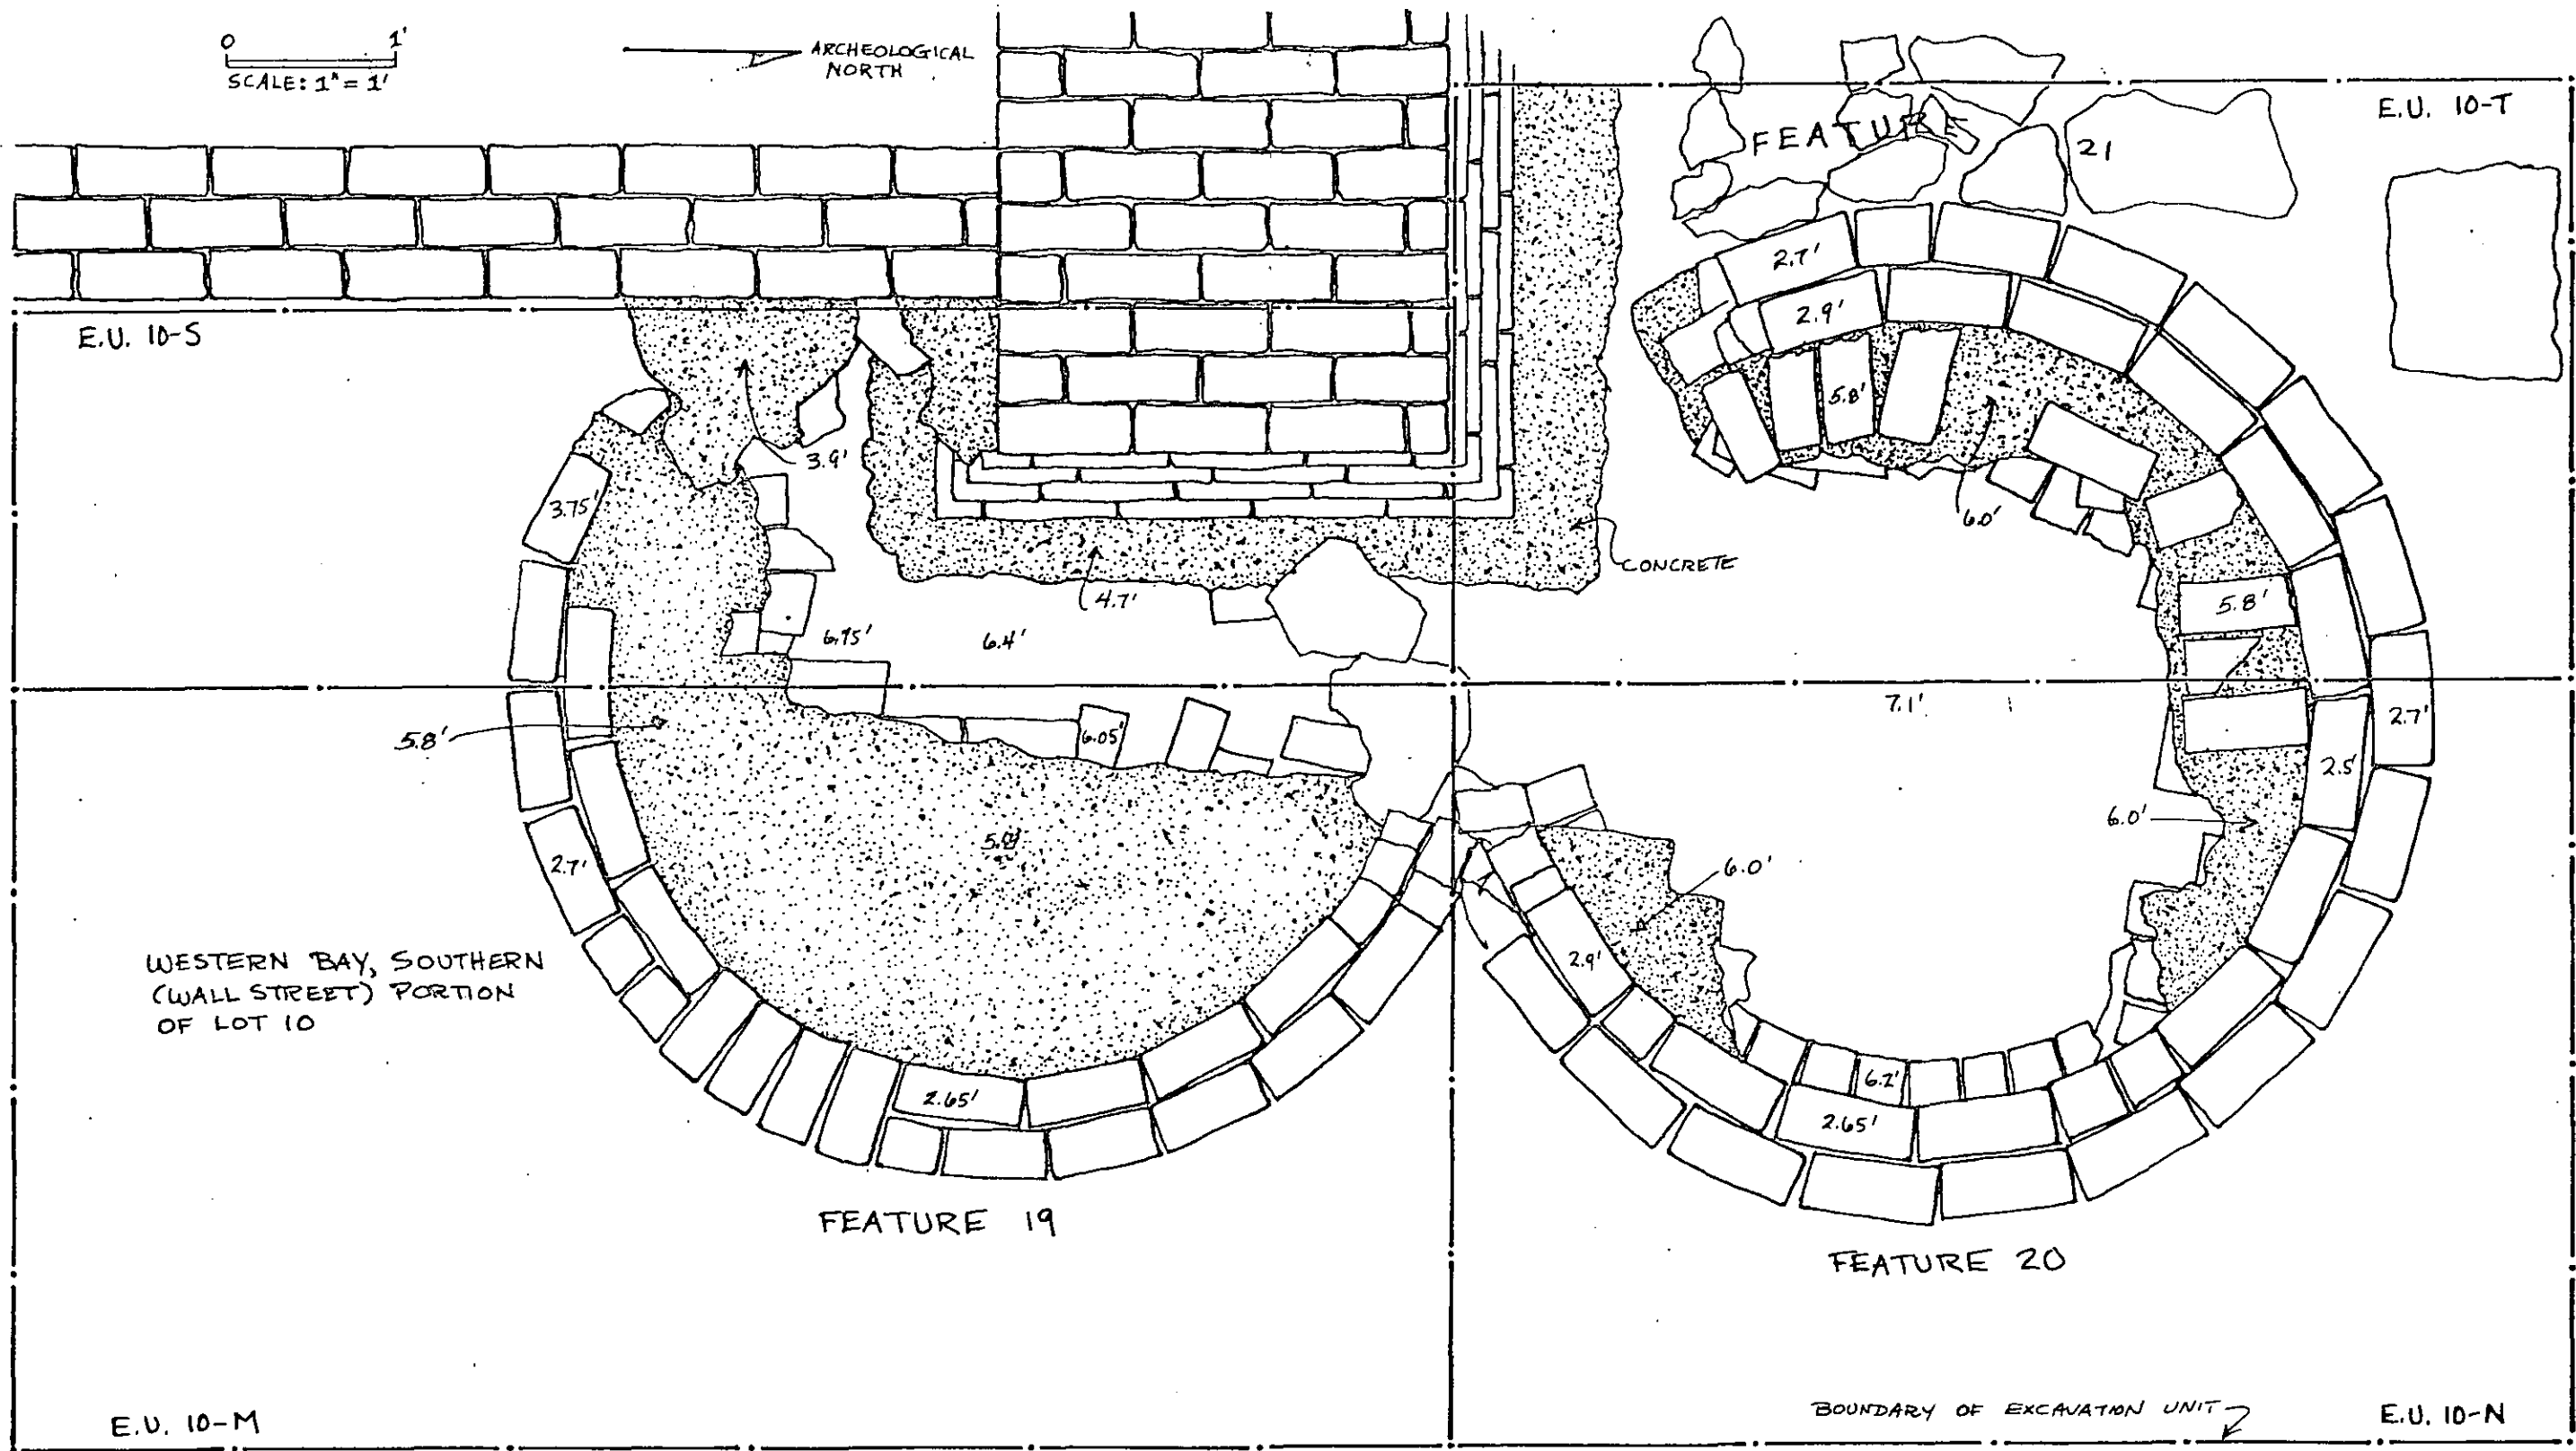 0 1'
SCALE: 1" = 1'
ARCHEOLOGICAL
NORTH
E.U. 10-T
FEATURE 21
2.7'
2.9'
E.U. 10-S
5.8'
3.9'
3.75'
6.0'
CONCRETE
4.7'
5.8'
6.75'
6.4'
7.1'
2.7'
5.8'
6.05'
2.5'
6.0'
2.7'
6.0'
2.9'
WESTERN BAY, SOUTHERN
(WALL STREET) PORTION
OF LOT 10
6.2'
2.65'
2.65'
FEATURE 19
FEATURE 20
E.U. 10-M
BOUNDARY OF EXCAVATION UNIT
E.U. 10-N